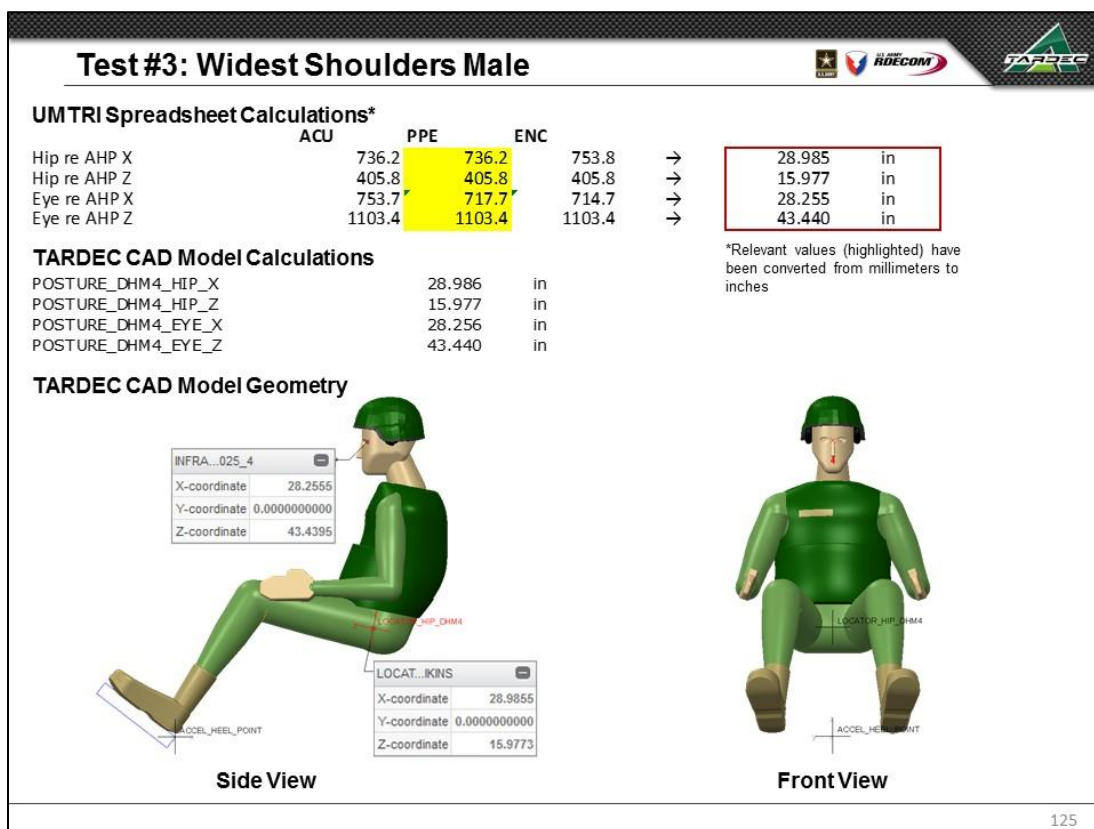 Test #3: Widest Shoulders Male
U.S. ARMY
U.S. ARMY
RDECOM
TARDEC
UMTRI Spreadsheet Calculations*
ACU PPE ENC
Hip re AHP X 736.2 736.2 753.8 → 28.985 in
Hip re AHP Z 405.8 405.8 405.8 → 15.977 in
Eye re AHP X 753.7 717.7 714.7 → 28.255 in
Eye re AHP Z 1103.4 1103.4 1103.4 → 43.440 in
*Relevant values (highlighted) have
been converted from millimeters to
inches
TARDEC CAD Model Calculations
POSTURE_DHM4_HIP_X 28.986 in
POSTURE_DHM4_HIP_Z 15.977 in
POSTURE_DHM4_EYE_X 28.256 in
POSTURE_DHM4_EYE_Z 43.440 in
TARDEC CAD Model Geometry
INFRA...025_4
X-coordinate 28.2555
Y-coordinate 0.0000000000
Z-coordinate 43.4395
LOCATOR_HIP_DHM4
LOCAT...IKINS
X-coordinate 28.9855
Y-coordinate 0.0000000000
Z-coordinate 15.9773
ACCEL_HEEL_POINT
Side View
LOCATOR_HIP_DHM4
ACCEL_HEEL_POINT
Front View
125